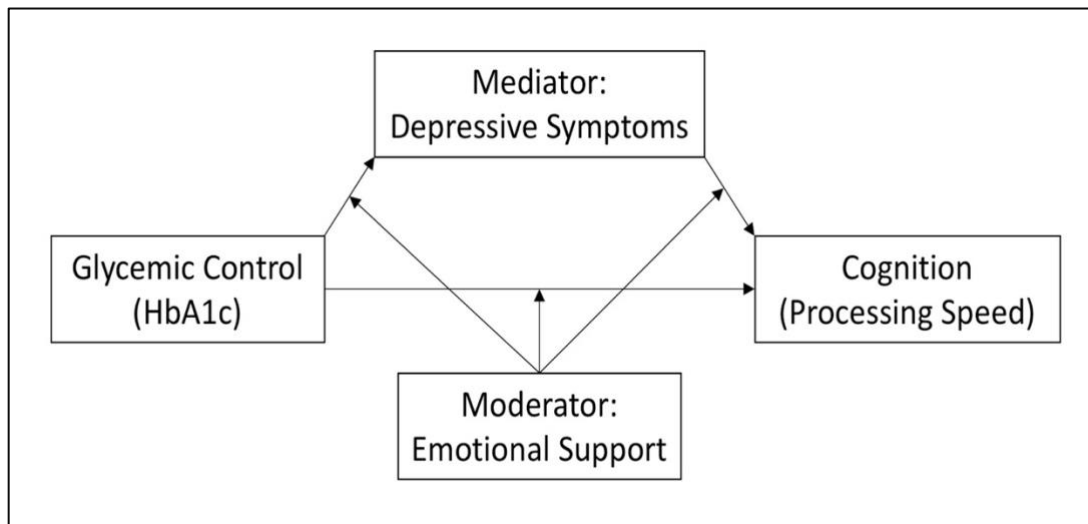 Mediator:
Depressive Symptoms
Glycemic Control
(HbA1c)
Cognition
(Processing Speed)
Moderator:
Emotional Support